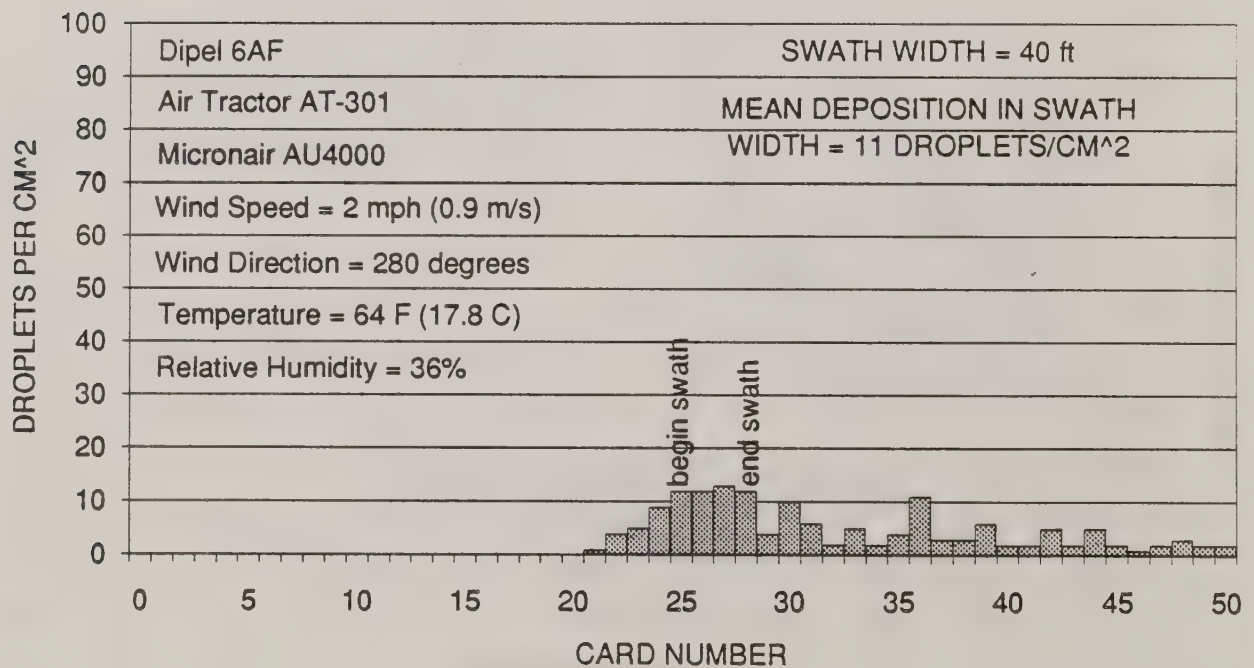 100
90
80
70
60
50
40
30
20
10
0
DROPLETS PER CM^2
Dipel 6AF
Air Tractor AT-301
Micronair AU4000
Wind Speed = 2 mph (0.9 m/s)
Wind Direction = 280 degrees
Temperature = 64 F (17.8 C)
Relative Humidity = 36%
SWATH WIDTH = 40 ft
MEAN DEPOSITION IN SWATH
WIDTH = 11 DROPLETS/CM^2
begin swath
end swath
0 5 10 15 20 25 30 35 40 45 50
CARD NUMBER